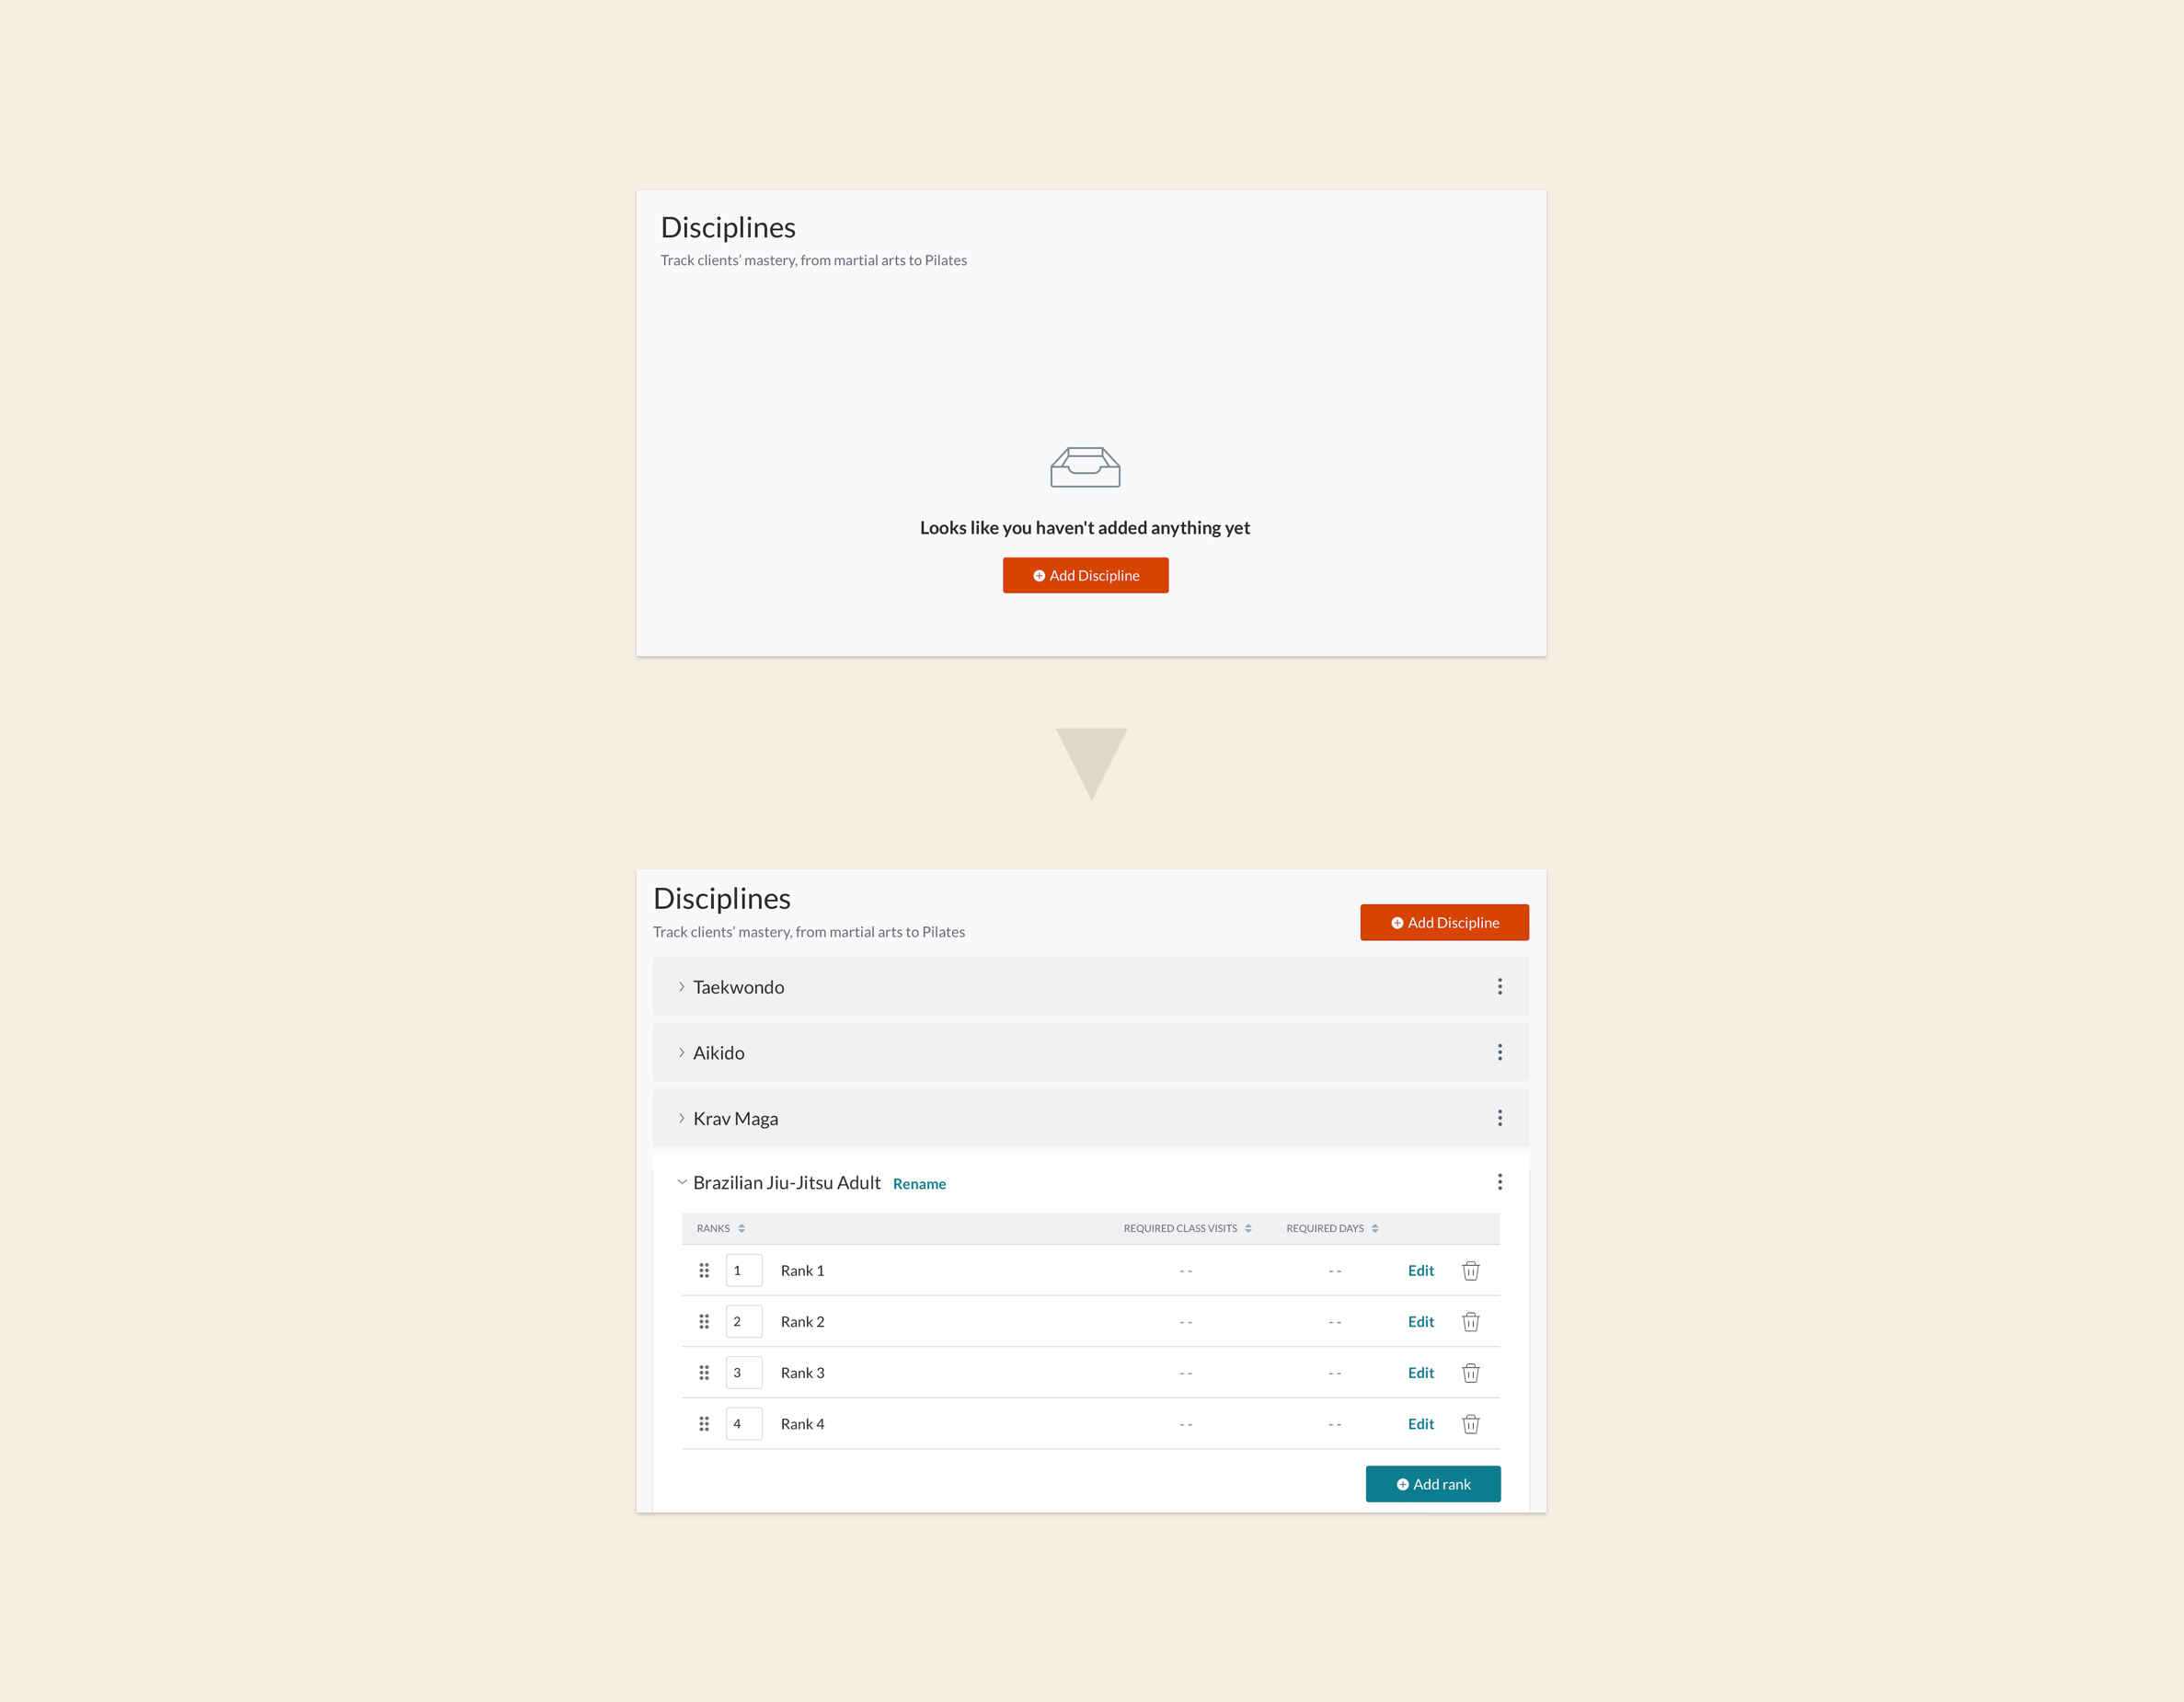 Disciplines
Track clients’ mastery, from martial arts to Pilates
Looks like you haven't added anything yet
Add Discipline
Disciplines
Track clients’ mastery, from martial arts to Pilates
Add Discipline
Taekwondo
Aikido
Krav Maga
Brazilian Jiu-Jitsu Adult Rename
RANKS REQUIRED CLASS VISITS REQUIRED DAYS
1 Rank 1 - - - - Edit
2 Rank 2 - - - - Edit
3 Rank 3 - - - - Edit
4 Rank 4 - - - - Edit
Add rank